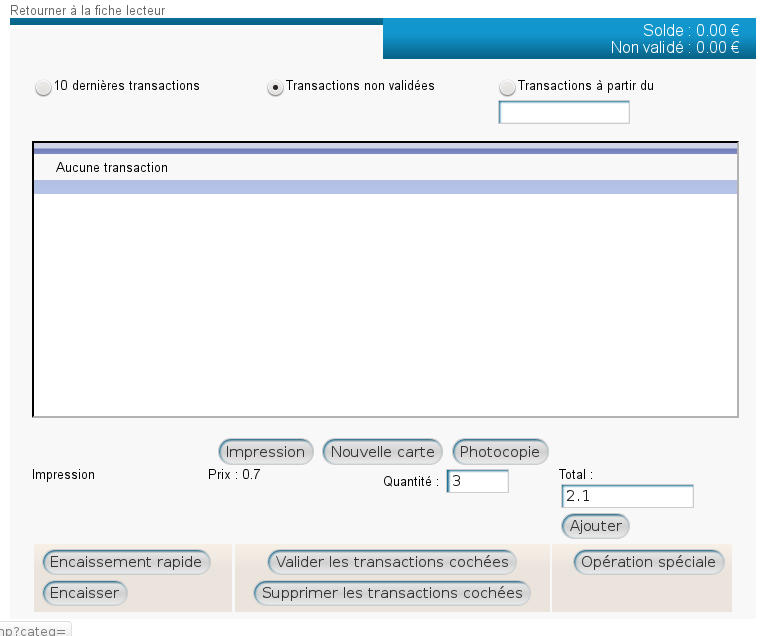 Retourner à la fiche lecteur
Solde : 0.00 €
Non validé : 0.00 €
10 dernières transactions
Transactions non validées
Transactions à partir du
Aucune transaction
Impression Nouvelle carte Photocopie
Impression Prix : 0.7 Quantité : 3 Total :
2.1
Ajouter
Encaissement rapide Valider les transactions cochées Opération spéciale
Encaisser Supprimer les transactions cochées
hp?categ=